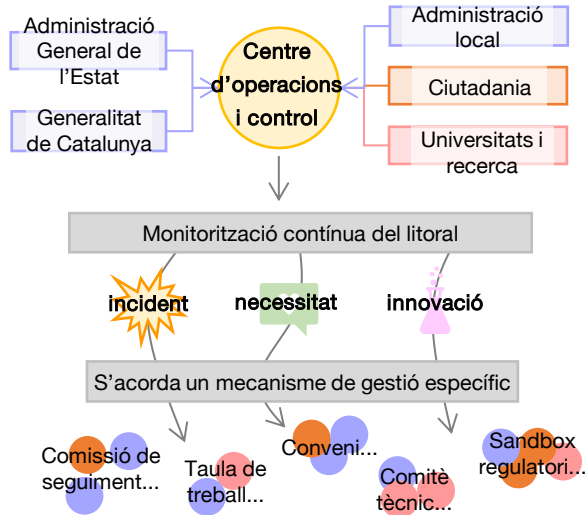 Administració
General de
l’Estat
Generalitat
de Catalunya
Centre
d’operacions
i control
Administració
local
Ciutadania
Universitats i
recerca
Monitorització contínua del litoral
incident
necessitat
innovació
S’acorda un mecanisme de gestió específic
Comissió de
seguiment...
Taula de
treball...
Conveni...
Comitè
tècnic...
Sandbox
regulatori...